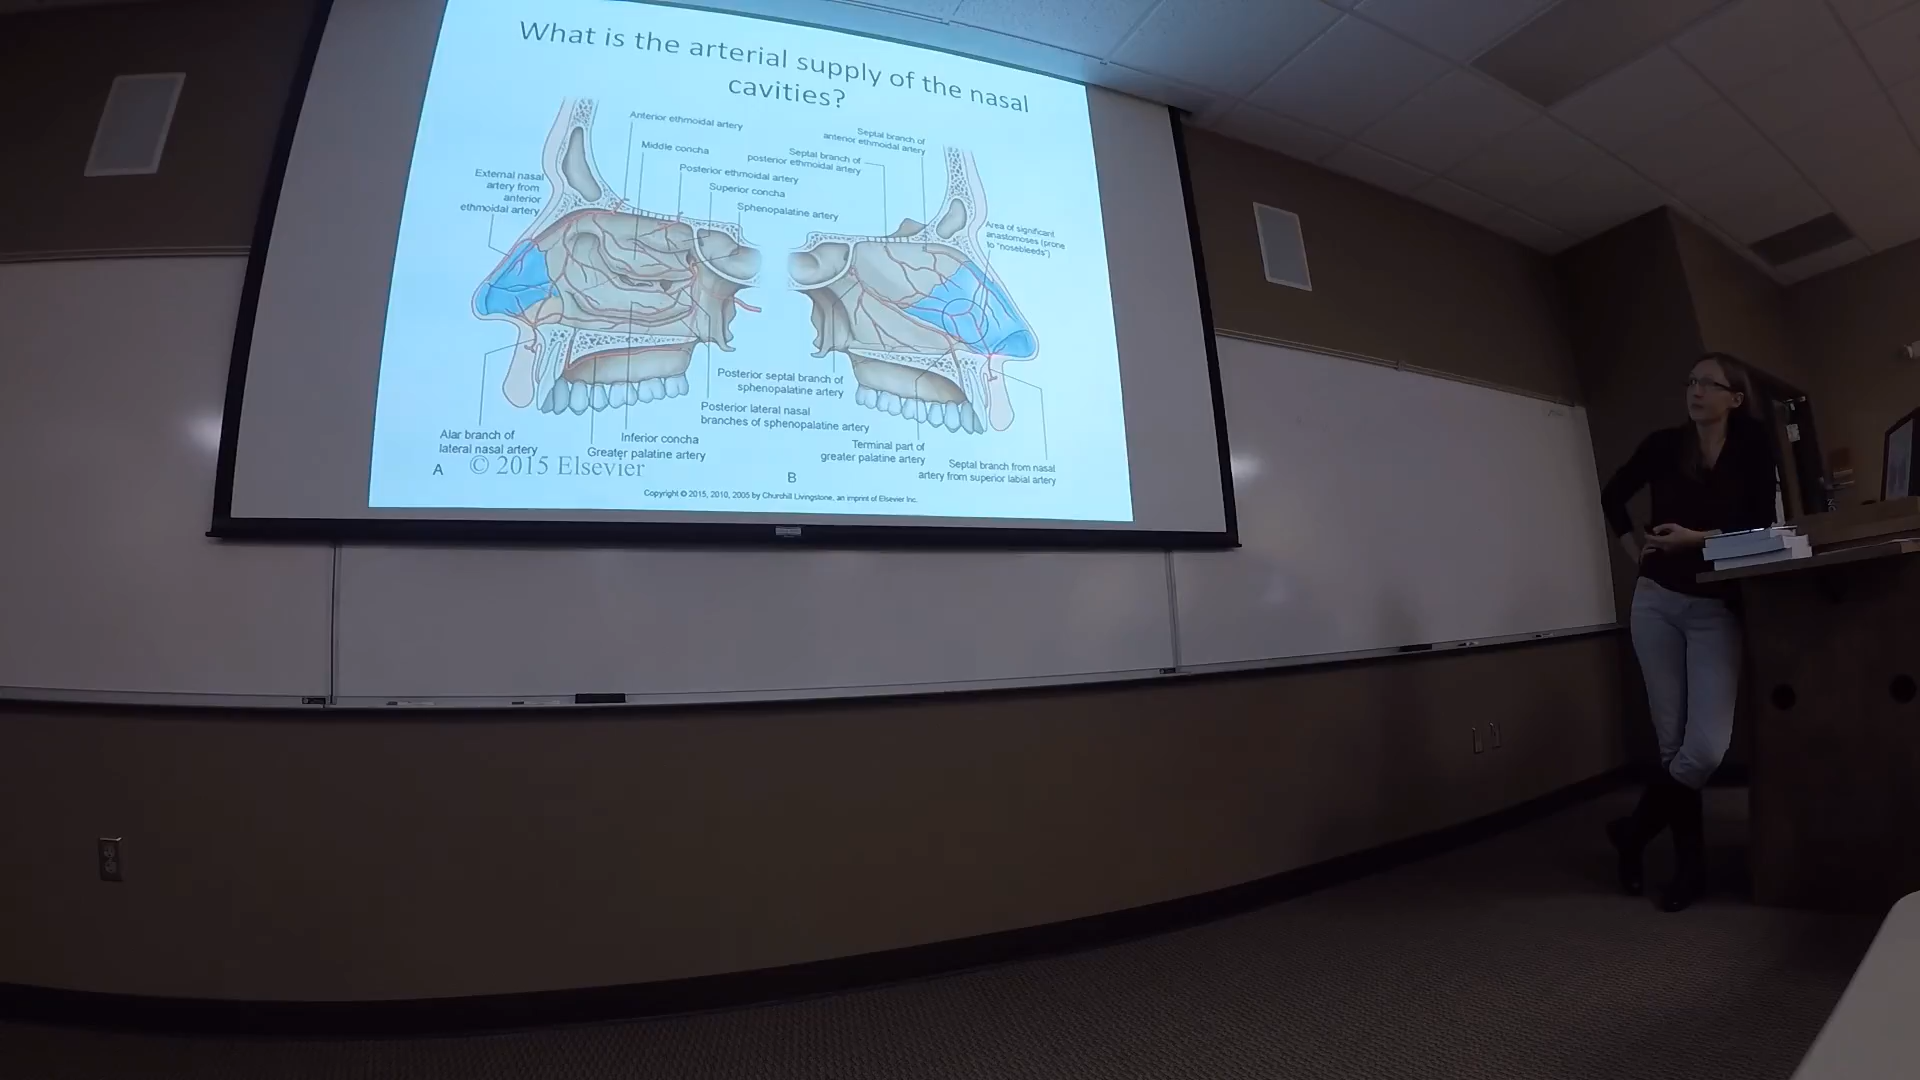 What is the arterial supply of the nasal
cavities?
Anterior ethmoidal artery
Middle concha
Posterior ethmoidal artery
Superior concha
Sphenopalatine artery
External nasal
artery from
anterior
ethmoidal artery
Septal branch of
anterior ethmoidal artery
Septal branch of
posterior ethmoidal artery
Area of significant
anastomoses (prone
to "nosebleeds")
Posterior septal branch of
sphenopalatine artery
Posterior lateral nasal
branches of sphenopalatine artery
Alar branch of
lateral nasal artery
Inferior concha
Greater palatine artery
Terminal part of
greater palatine artery
Septal branch from nasal
artery from superior labial artery
A
© 2015 Elsevier
B
Copyright © 2015, 2010, 2005 by Churchill Livingstone, an imprint of Elsevier Inc.